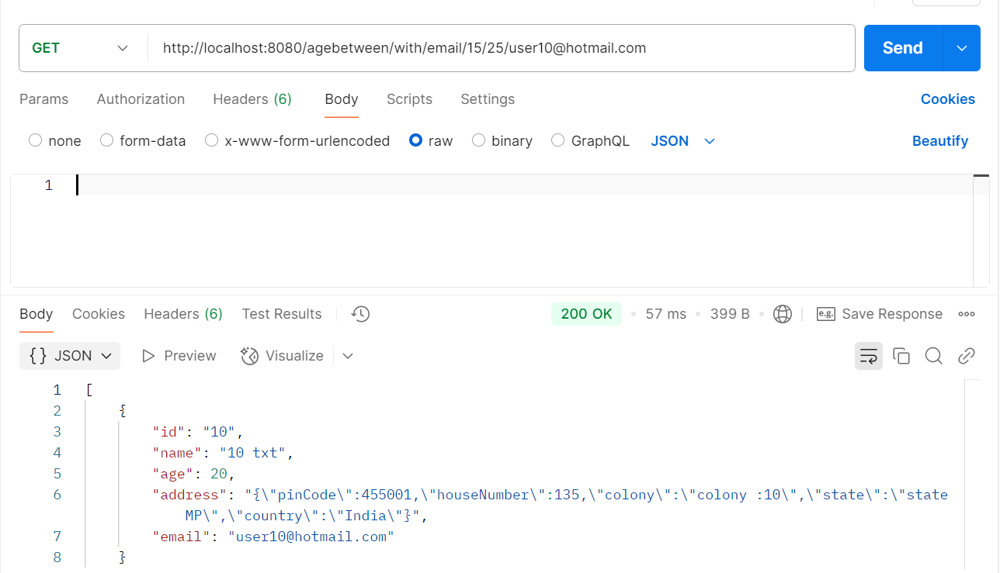 GET http://localhost:8080/agebetween/with/email/15/25/user10@hotmail.com Send
Params Authorization Headers (6) Body Scripts Settings Cookies
none form-data x-www-form-urlencoded raw binary GraphQL JSON Beautify
1
Body Cookies Headers (6) Test Results 200 OK • 57 ms • 399 B • e.g. Save Response
{} JSON Preview Visualize
1 [
2 {
3 "id": "10",
4 "name": "10 txt",
5 "age": 20,
6 "address": "{\"pinCode\":455001,\"houseNumber\":135,\"colony\":\"colony :10\",\"state\":\"state
MP\",\"country\":\"India\"}",
7 "email": "user10@hotmail.com"
8 }